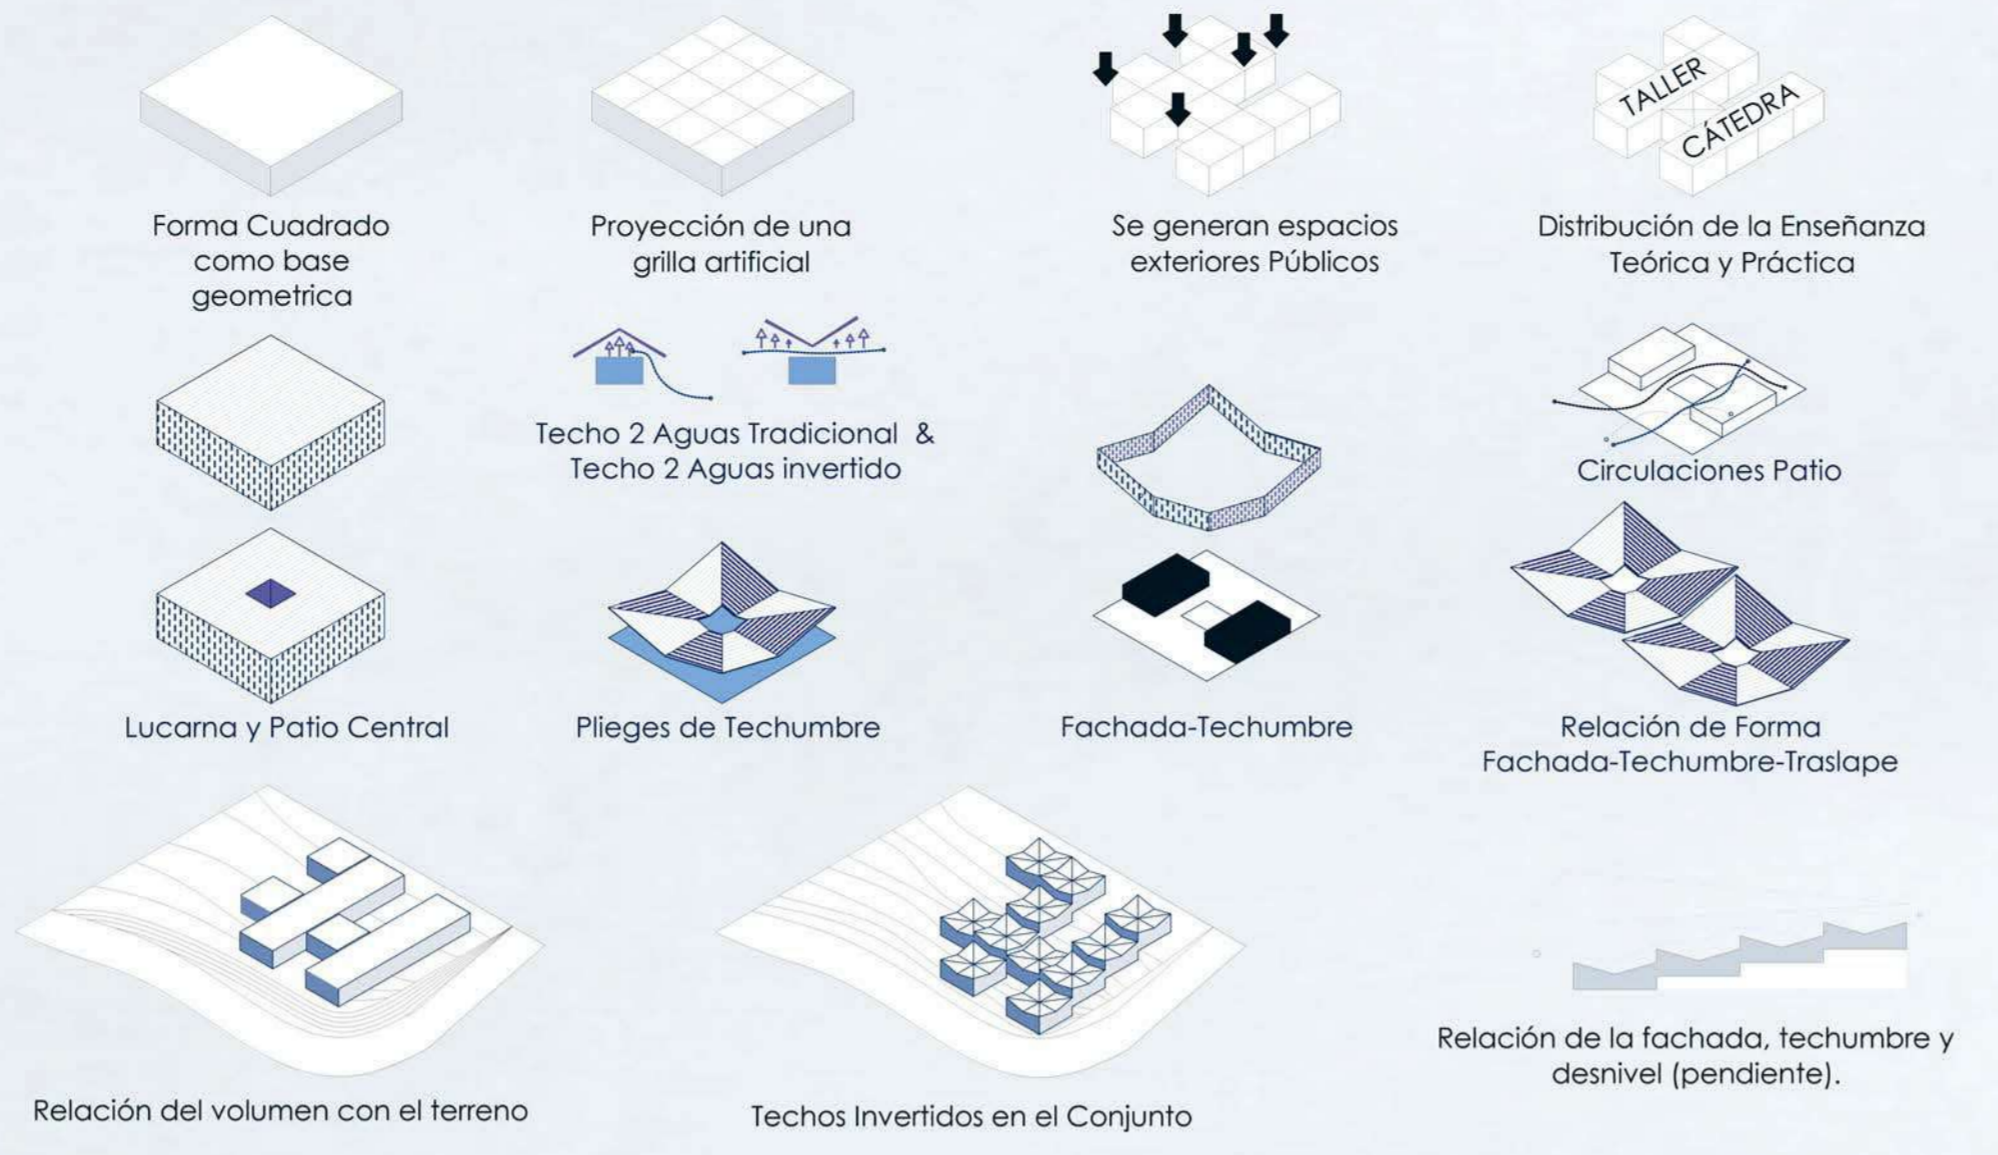 Forma Cuadrado
como base
geometrica
Proyección de una
grilla artificial
Se generan espacios
exteriores Públicos
TALLER
CÁTEDRA
Distribución de la Enseñanza
Teórica y Práctica
Techo 2 Aguas Tradicional &
Techo 2 Aguas invertido
Circulaciones Patio
Lucarna y Patio Central
Plieges de Techumbre
Fachada-Techumbre
Relación de Forma
Fachada-Techumbre-Traslape
Relación del volumen con el terreno
Techos Invertidos en el Conjunto
Relación de la fachada, techumbre y
desnivel (pendiente).